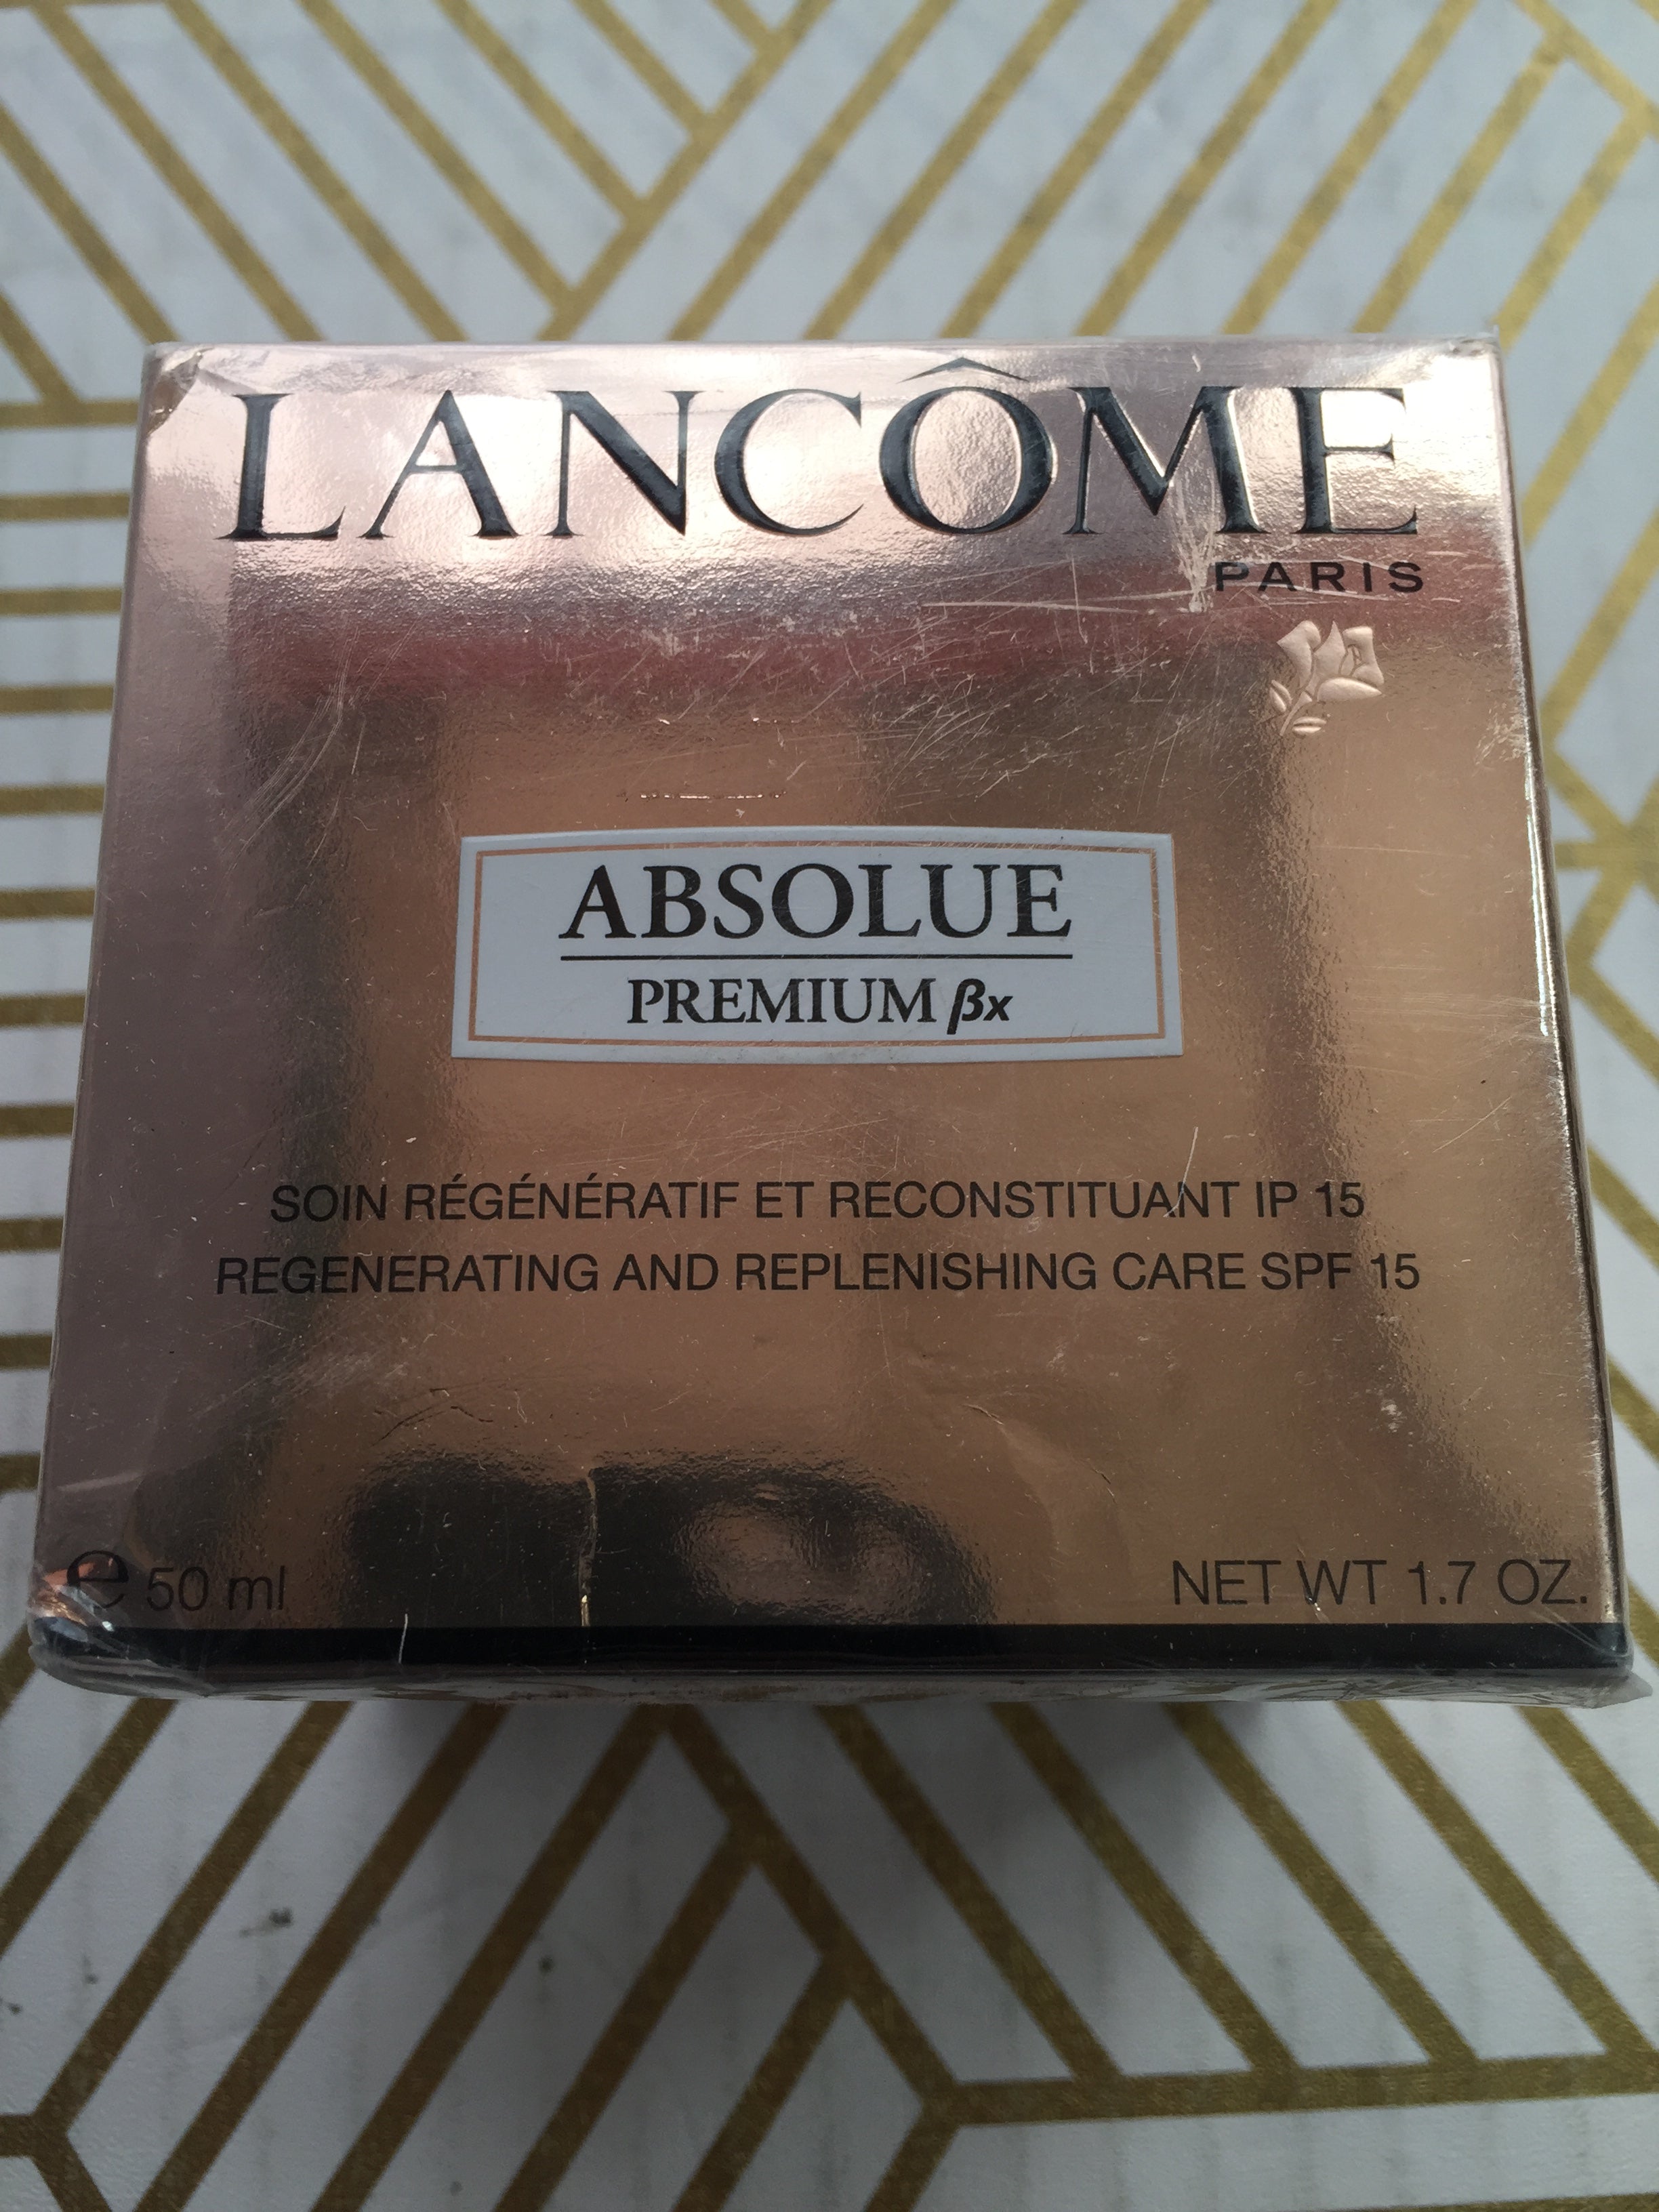 LANCÔME
PARIS
ABSOLUE
PREMIUM βx
SOIN RÉGÉNÉRATIF ET RECONSTITUANT IP 15
REGENERATING AND REPLENISHING CARE SPF 15
℮ 50 ml
NET WT 1.7 OZ.